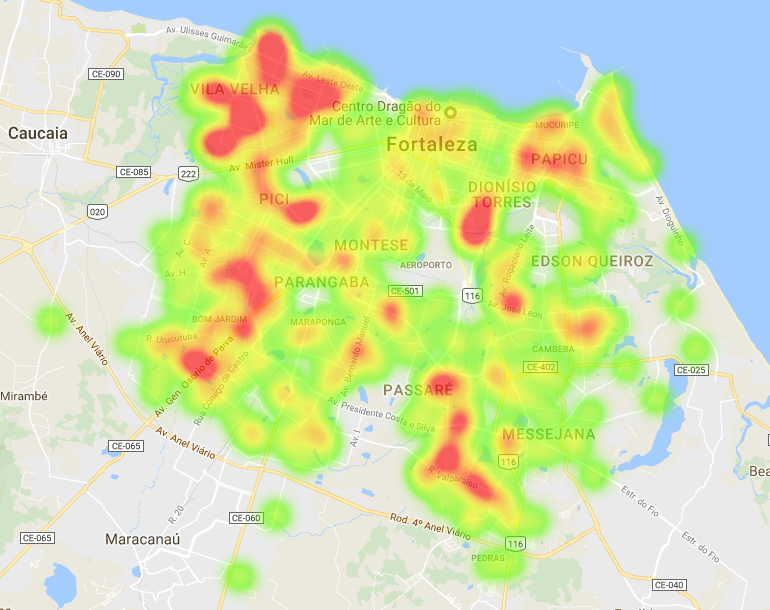 Av. Ulisses Guimarães
CE-090
Av. Leste Oeste
VILA VELHA
Centro Dragão do
Mar de Arte e Cultura
Caucaia
MUCURIPE
Fortaleza
PAPICU
Av. Mister Hull
CE-085
222
13 de Maio
DIONÍSIO
TORRES
PICI
020
Av. Dioguinho
Av. C
Av. A
MONTESE
Av. Rogaciano Leite
EDSON QUEIROZ
AEROPORTO
Av. H
PARANGABA
CE-501
116
Av. José Leon
BOM JARDIM
MARAPONGA
Av. Anel Viário
R. Urucutuba
Av. Bernardo Manuel
CAMBEBA
Av. Gen. Osório de Paiva
CE-402
CE-025
Rua Cônego de Castro
Mirambé
PASSARÉ
Av. Presidente Costa e Silva
Av. I
Av. Anel Viário
MESSEJANA
CE-065
116
R. Valparaíso
Bea
Estr. do Fio
R. 20
CE-060
Rod. 4º Anel Viário
CE-065
Maracanaú
116
Estr. do Fio
PEDRAS
CE-040